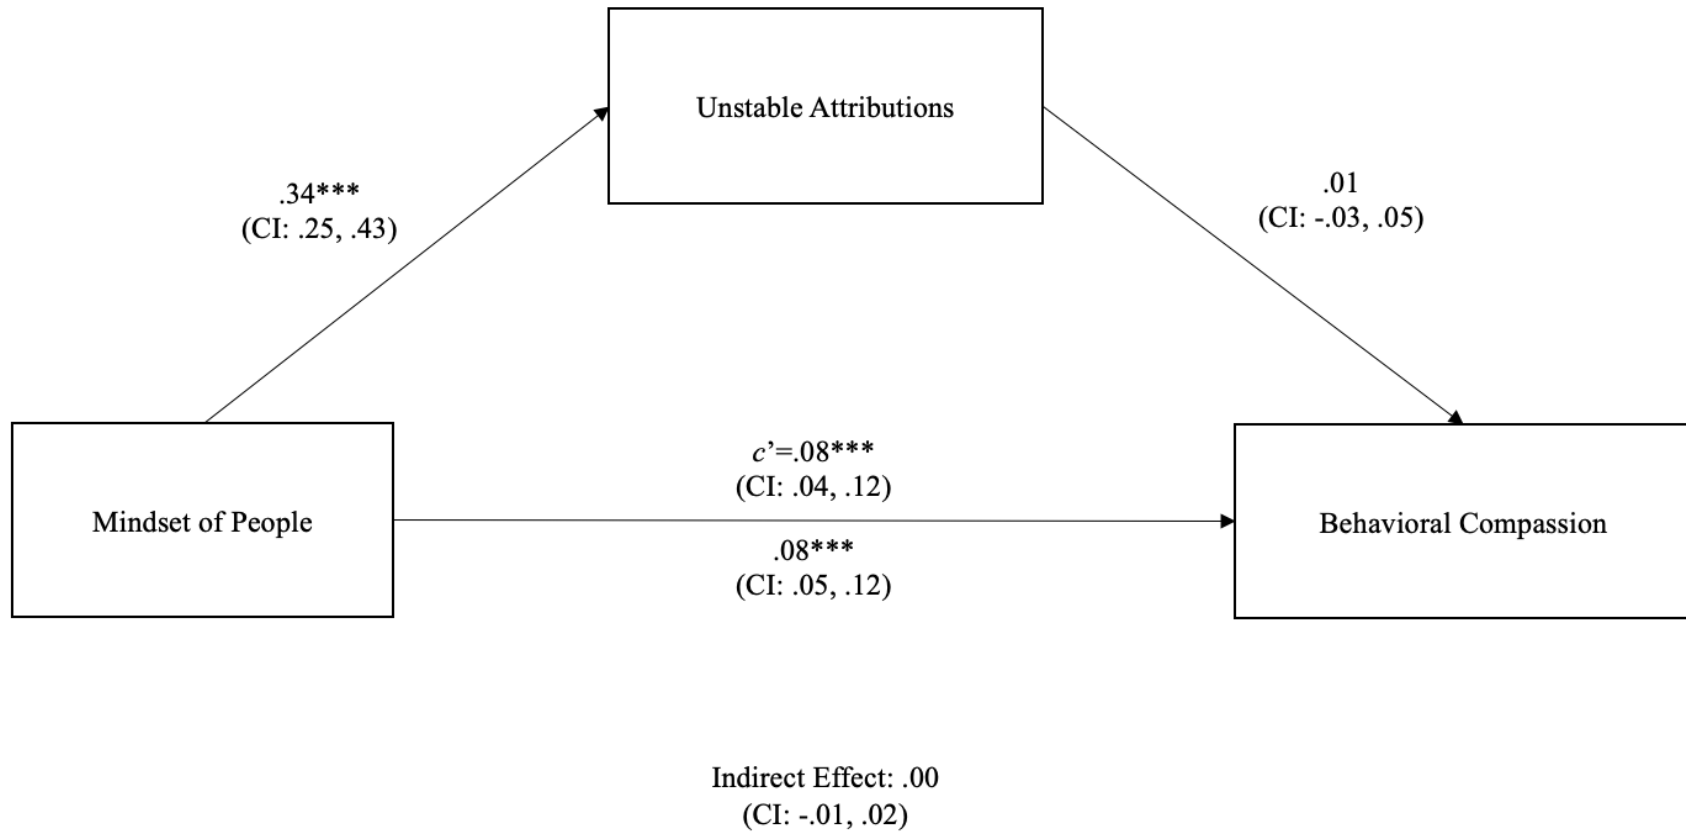 Unstable Attributions
.34***
(CI: .25, .43)
.01
(CI: -.03, .05)
Mindset of People
c’=.08***
(CI: .04, .12)
.08***
(CI: .05, .12)
Behavioral Compassion
Indirect Effect: .00
(CI: -.01, .02)